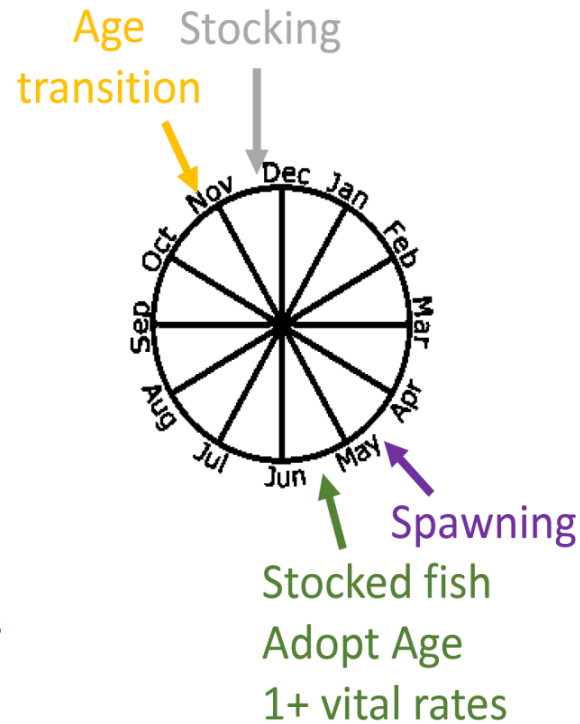 Age Stocking
transition
Dec
Nov Jan
Oct Feb
Sep Mar
Aug Apr
Jul May
Jun
Spawning
Stocked fish
Adopt Age
1+ vital rates